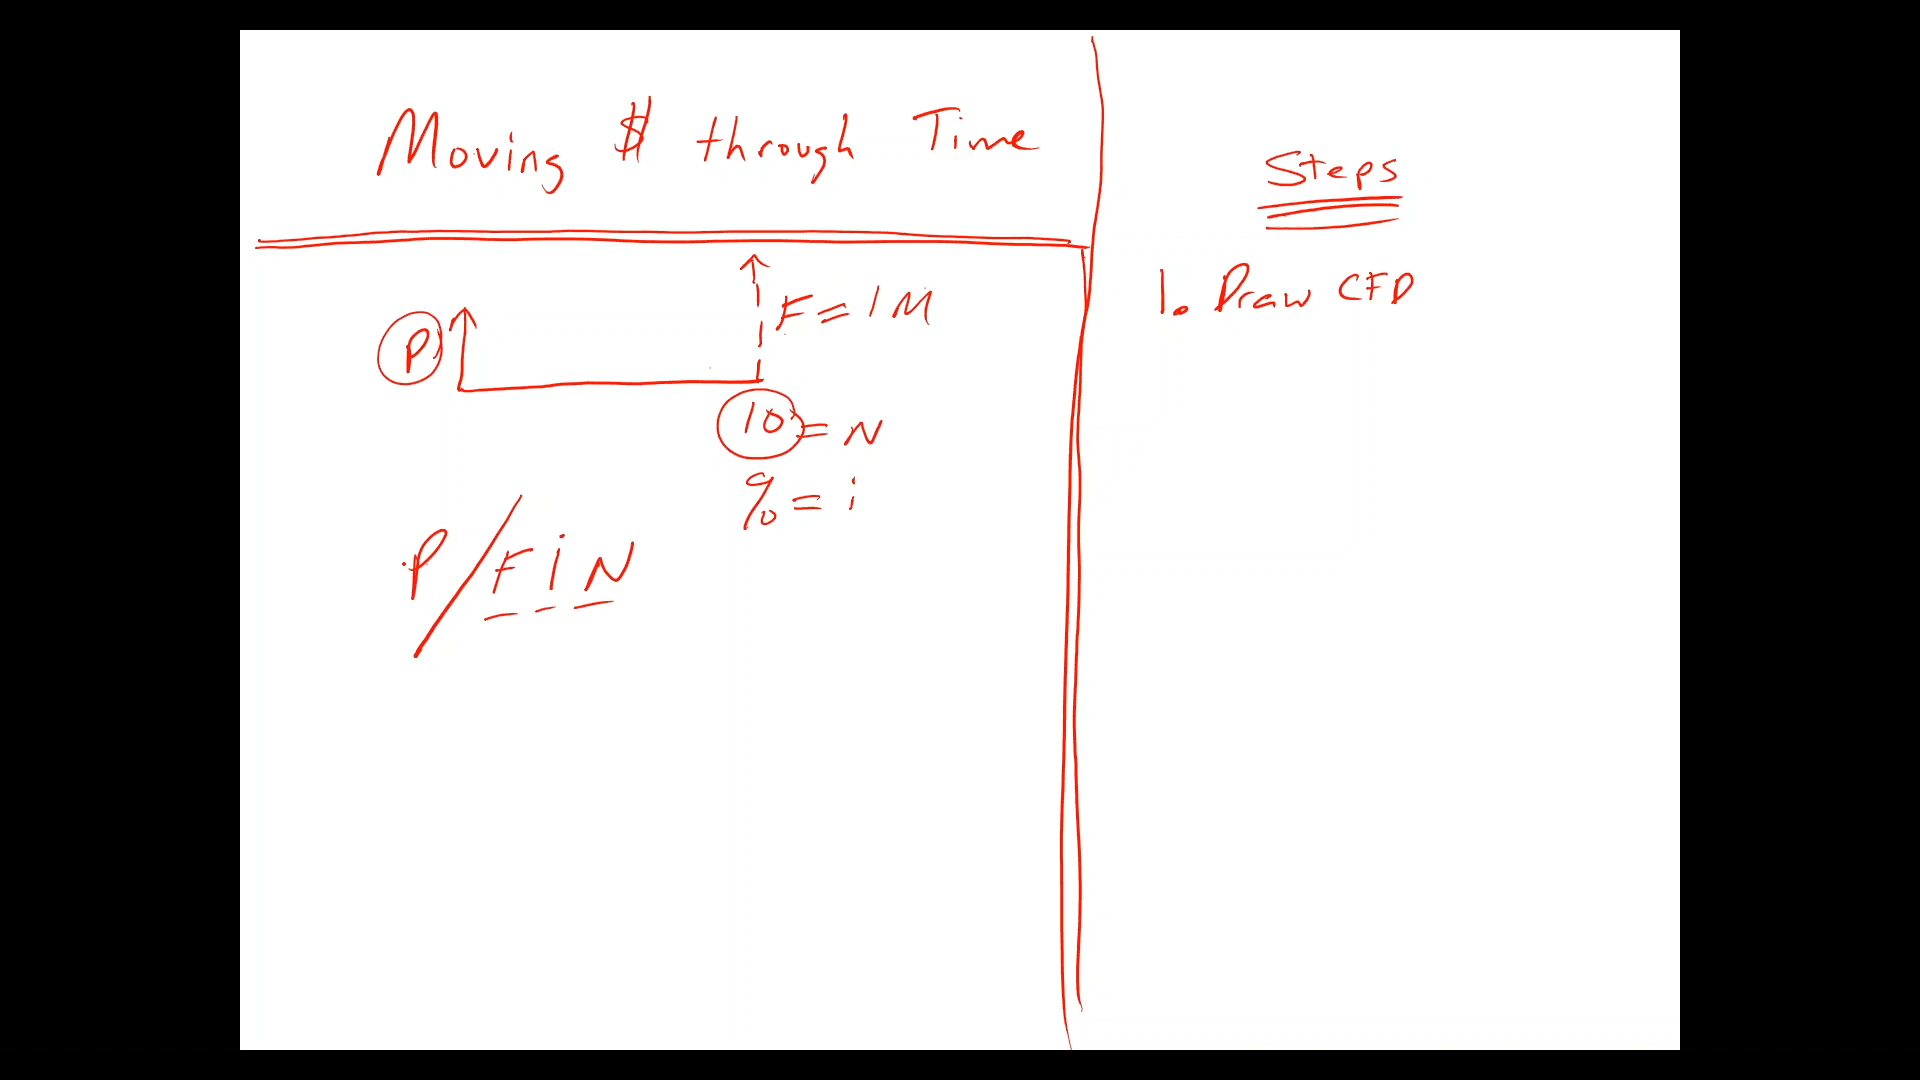 Moving $ through Time
P
F = 1M
10 = N
% = i
P/FiN
Steps
1. Draw CFD